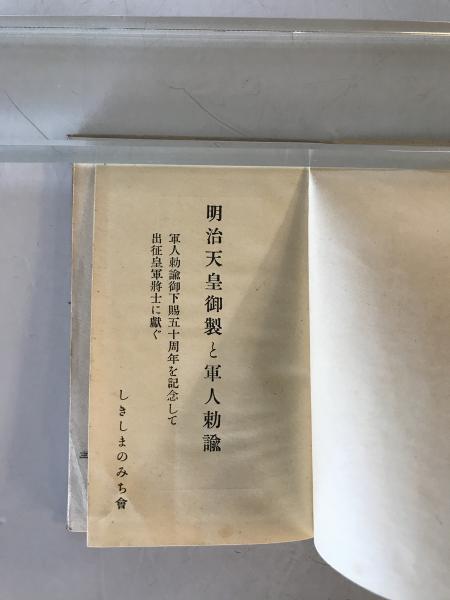 明治天皇御製と軍人勅諭
軍人勅諭御下賜五十周年を記念して
出征皇軍將士に獻ぐ
しきしまのみち會